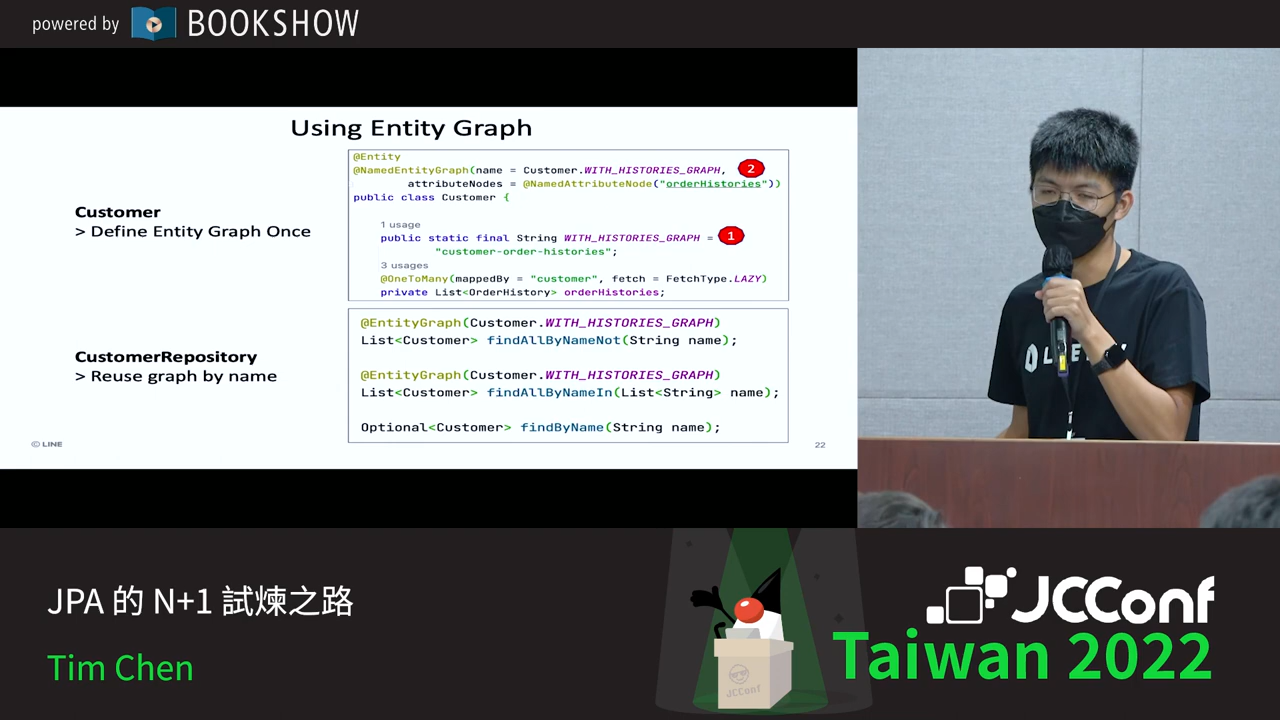 powered by BOOKSHOW
Using Entity Graph
Customer
> Define Entity Graph Once
@Entity
@NamedEntityGraph(name = Customer.WITH_HISTORIES_GRAPH,
2
attributeNodes = @NamedAttributeNode("orderHistories"))
public class Customer {
1 usage
public static final String WITH_HISTORIES_GRAPH =
1
"customer-order-histories";
3 usages
@OneToMany(mappedBy = "customer", fetch = FetchType.LAZY)
private List<OrderHistory> orderHistories;
CustomerRepository
> Reuse graph by name
@EntityGraph(Customer.WITH_HISTORIES_GRAPH)
List<Customer> findAllByNameNot(String name);
@EntityGraph(Customer.WITH_HISTORIES_GRAPH)
List<Customer> findAllByNameIn(List<String> name);
Optional<Customer> findByName(String name);
© LINE
22
JPA 的 N+1 試煉之路
Tim Chen
JCConf
JCConf
Taiwan 2022